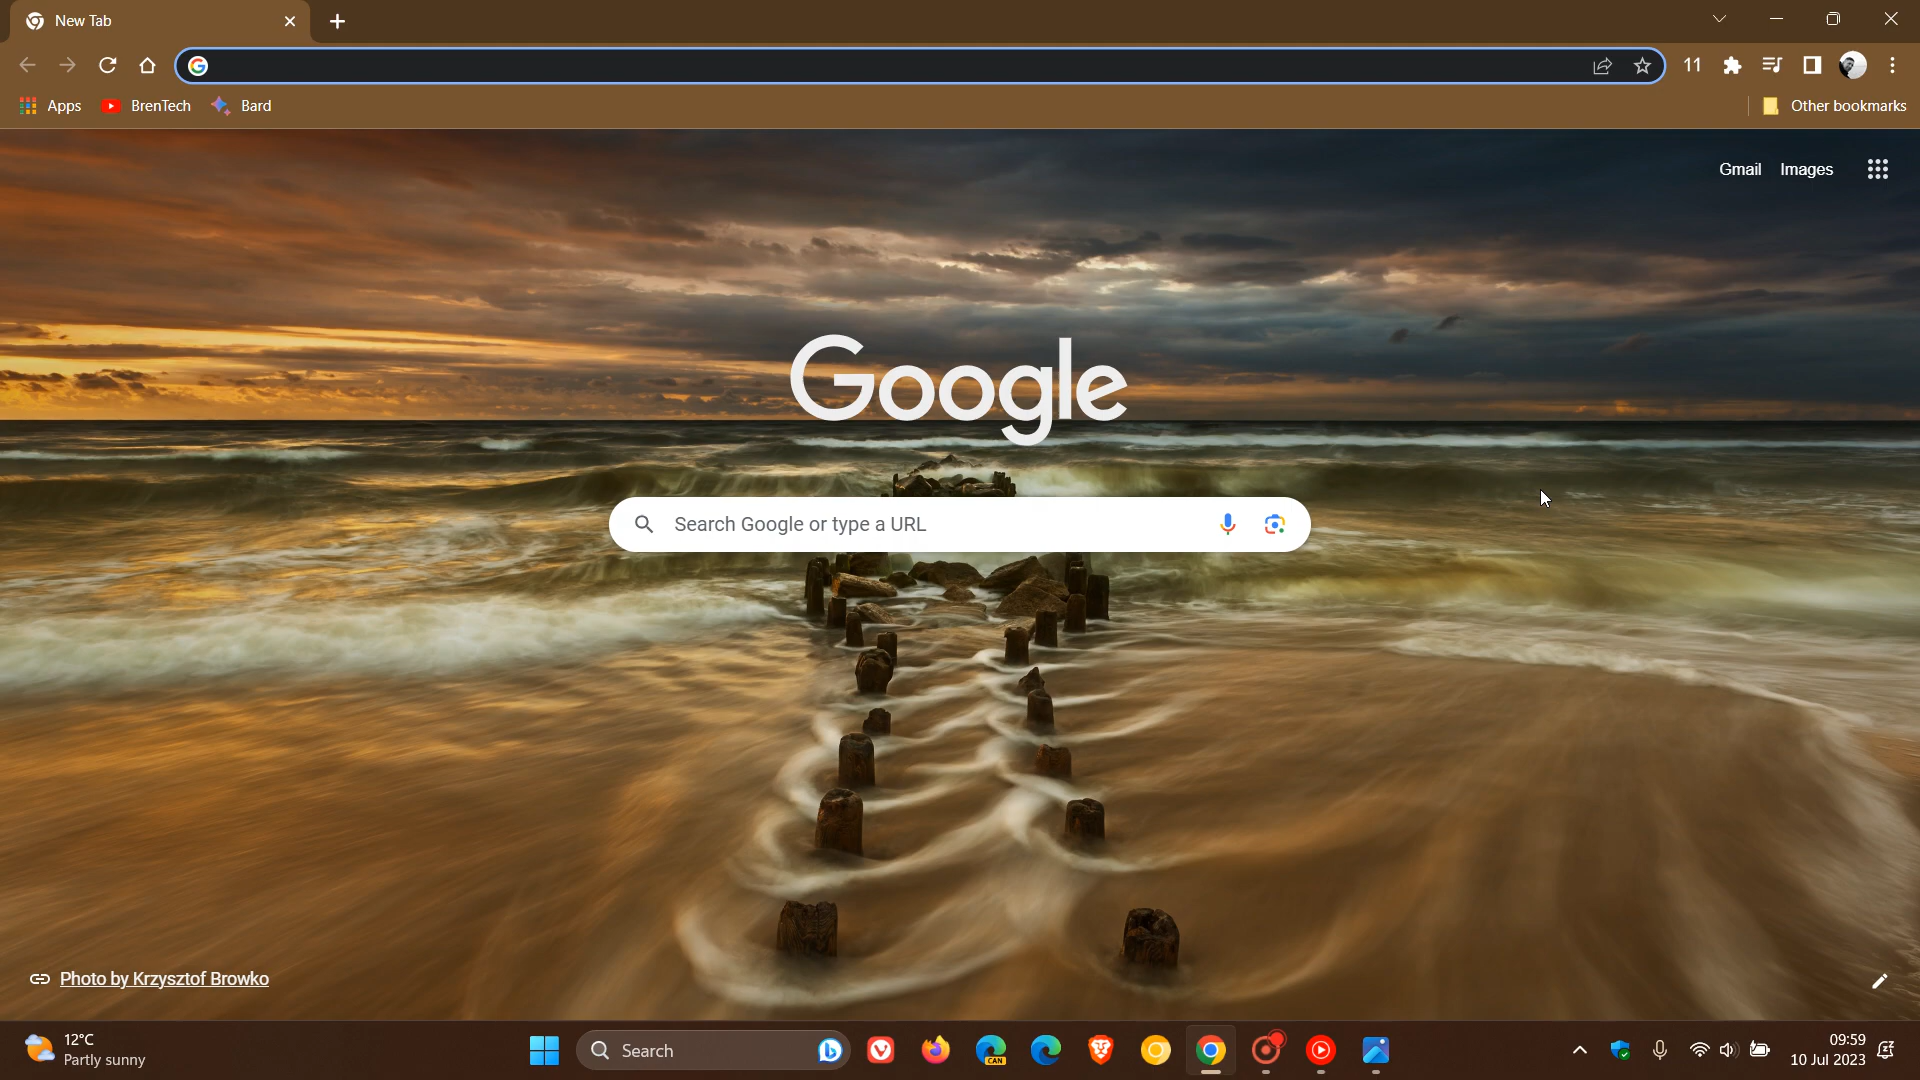 New Tab
11
Apps
BrenTech
Bard
Other bookmarks
Gmail
Images
Google
Search Google or type a URL
Photo by Krzysztof Browko
12°C
Partly sunny
Search
CAN
09:59
10 Jul 2023